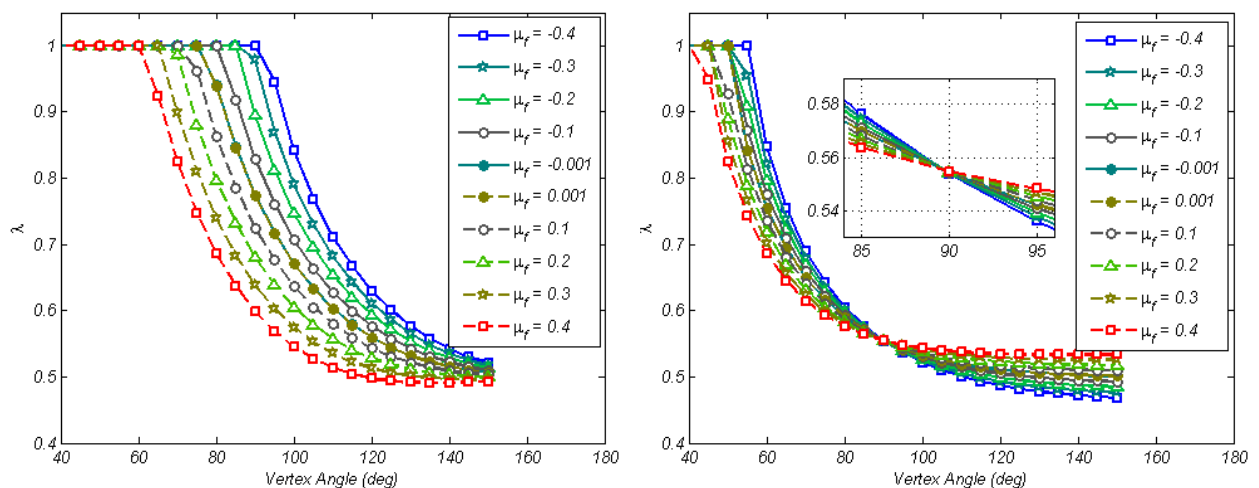 1
0.9
0.8
0.7
0.6
0.5
0.4
λ
40 60 80 100 120 140 160 180
Vertex Angle (deg)
μf = -0.4
μf = -0.3
μf = -0.2
μf = -0.1
μf = -0.001
μf = 0.001
μf = 0.1
μf = 0.2
μf = 0.3
μf = 0.4
1
0.9
0.8
0.7
0.6
0.5
0.4
λ
40 60 80 100 120 140 160 180
Vertex Angle (deg)
0.58
0.56
0.54
85 90 95
μf = -0.4
μf = -0.3
μf = -0.2
μf = -0.1
μf = -0.001
μf = 0.001
μf = 0.1
μf = 0.2
μf = 0.3
μf = 0.4